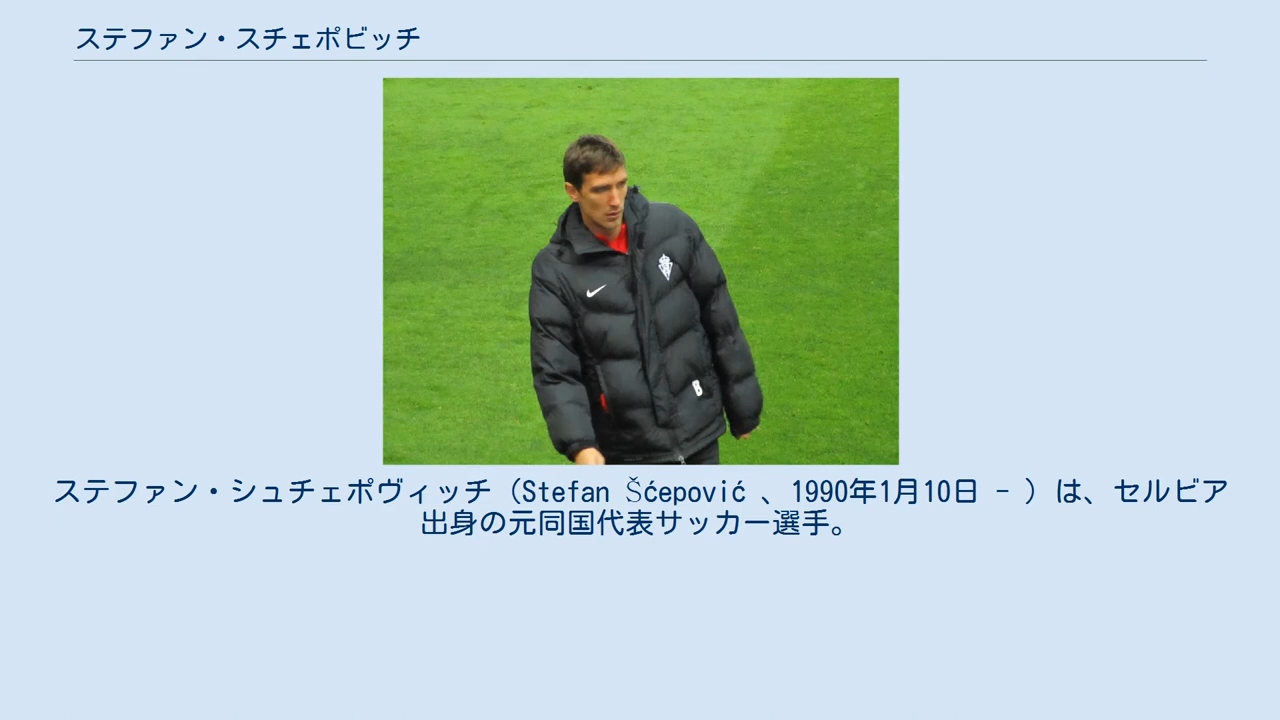 ステファン・スチェポビッチ
ステファン・シュチェポヴィッチ（Stefan Šćepović 、1990年1月10日 - ）は、セルビア
出身の元同国代表サッカー選手。